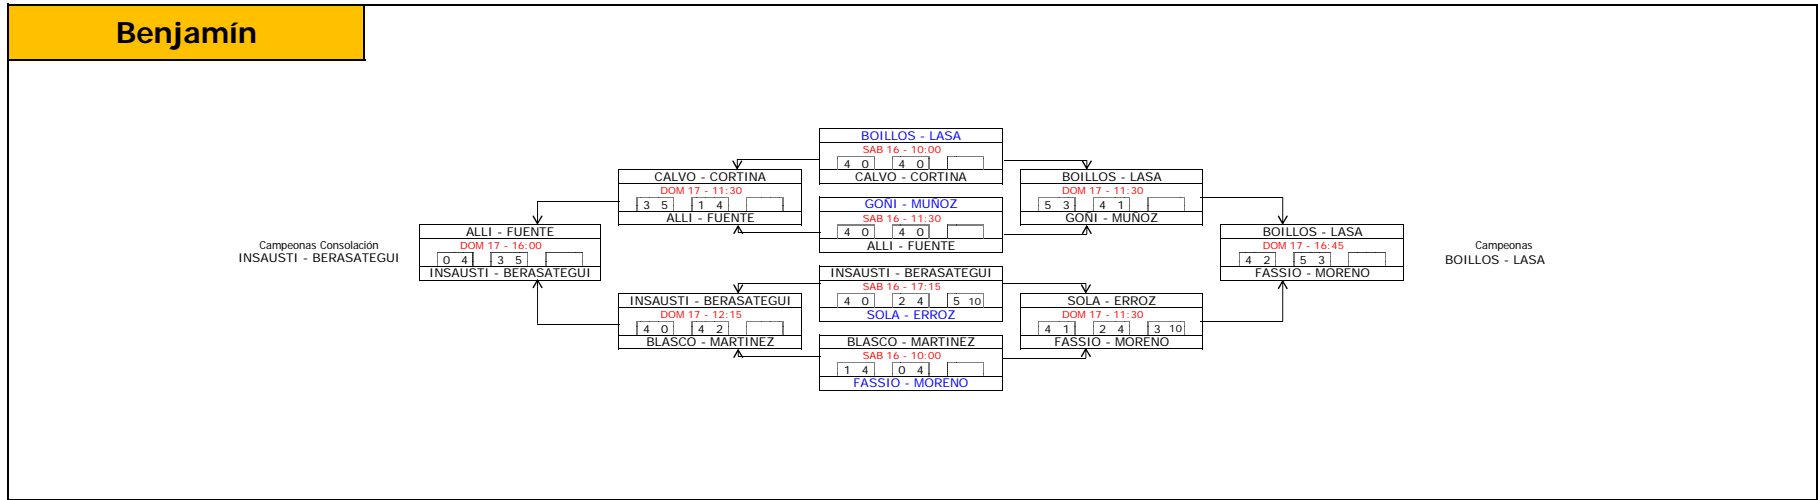 Benjamín
BOILLOS - LASA
SAB 16 - 10:00
4 0 4 0
CALVO - CORTINA
GOÑI - MUÑOZ
SAB 16 - 11:30
4 0 4 0
ALLI - FUENTE
INSAUSTI - BERASATEGUI
SAB 16 - 17:15
4 0 2 4 5 10
SOLA - ERROZ
BLASCO - MARTINEZ
SAB 16 - 10:00
1 4 0 4
FASSIO - MORENO
CALVO - CORTINA
DOM 17 - 11:30
3 5 1 4
ALLI - FUENTE
INSAUSTI - BERASATEGUI
DOM 17 - 12:15
4 0 4 2
BLASCO - MARTINEZ
ALLI - FUENTE
DOM 17 - 16:00
0 4 3 5
INSAUSTI - BERASATEGUI
Campeonas Consolación
INSAUSTI - BERASATEGUI
BOILLOS - LASA
DOM 17 - 11:30
5 3 4 1
GOÑI - MUÑOZ
SOLA - ERROZ
DOM 17 - 11:30
4 1 2 4 3 10
FASSIO - MORENO
BOILLOS - LASA
DOM 17 - 16:45
4 2 5 3
FASSIO - MORENO
Campeonas
BOILLOS - LASA